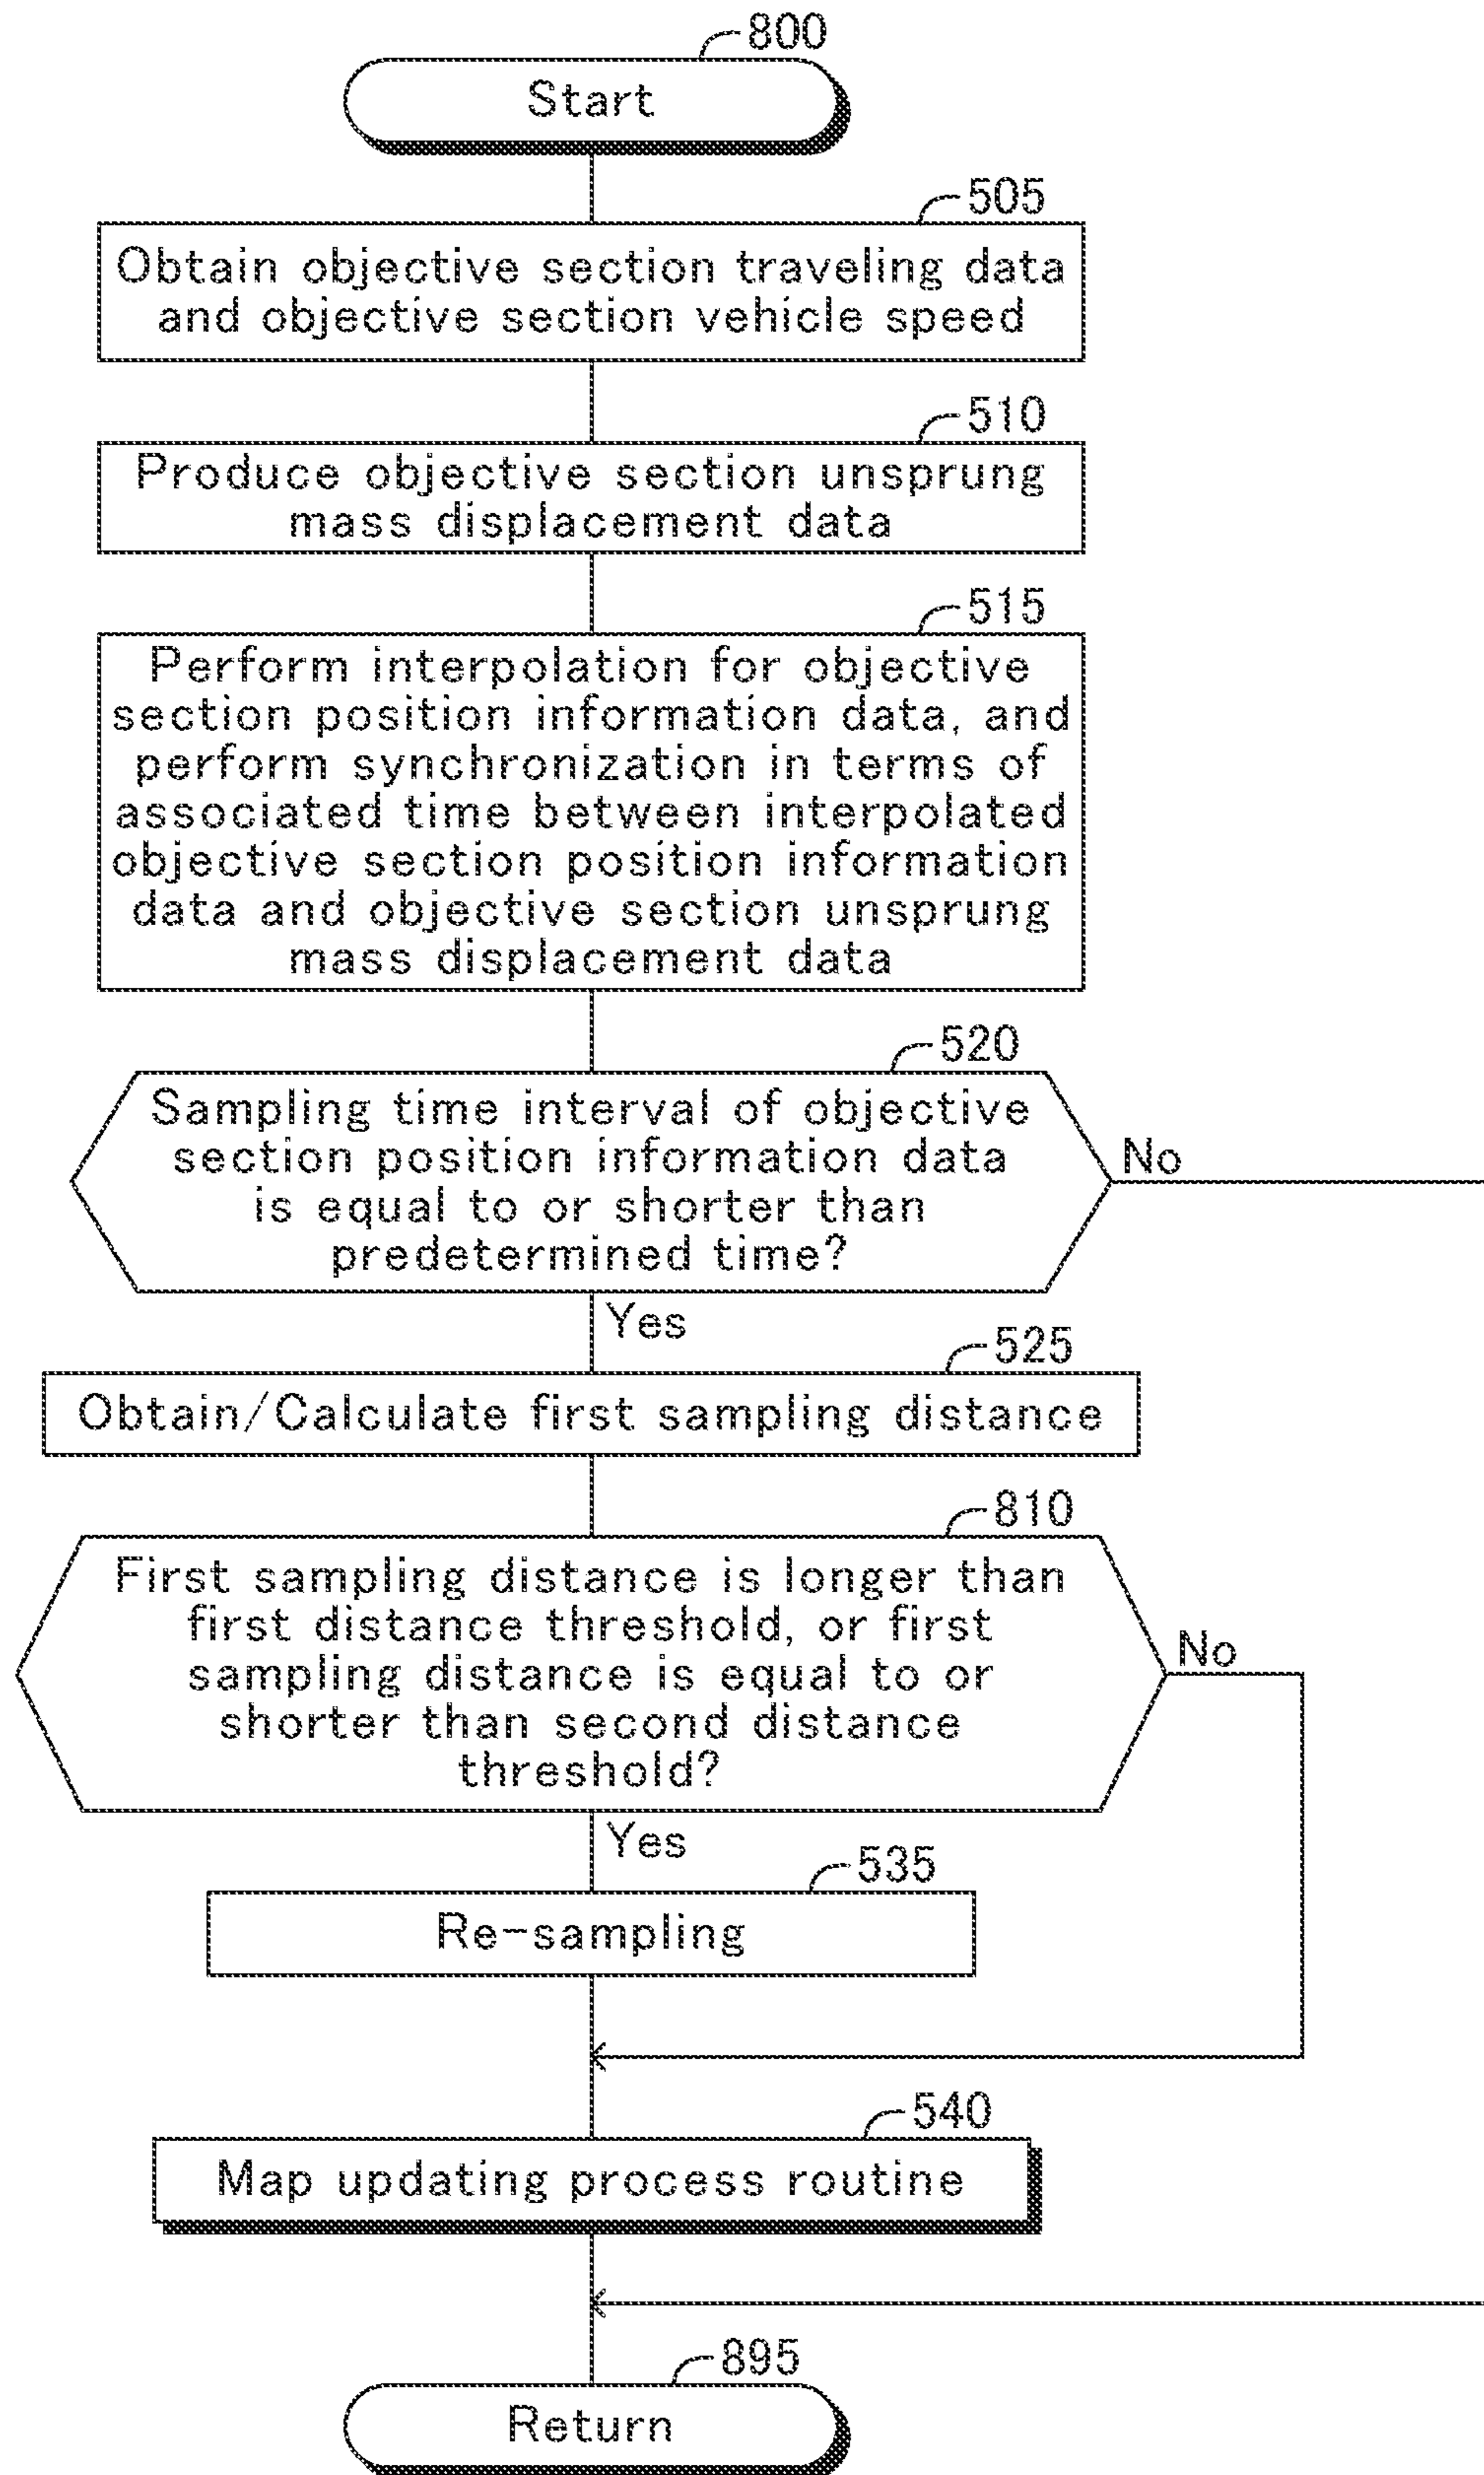 800
Start
505
Obtain objective section traveling data
and objective section vehicle speed
510
Produce objective section unsprung
mass displacement data
515
Perform interpolation for objective
section position information data, and
perform synchronization in terms of
associated time between interpolated
objective section position information
data and objective section unsprung
mass displacement data
520
Sampling time interval of objective
section position information data
is equal to or shorter than
predetermined time?
No
Yes
525
Obtain/Calculate first sampling distance
810
First sampling distance is longer than
first distance threshold, or first
sampling distance is equal to or
shorter than second distance
threshold?
No
Yes
535
Re-sampling
540
Map updating process routine
895
Return